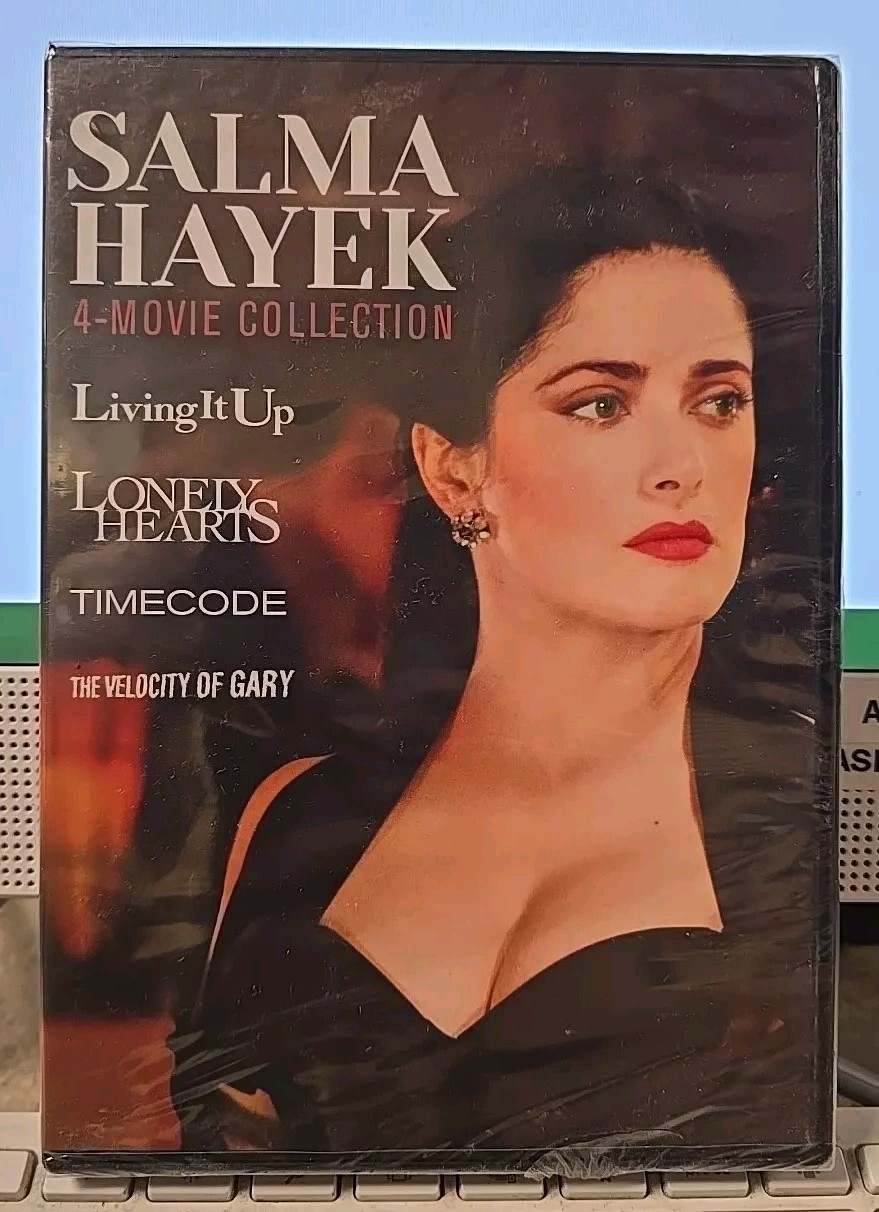 SALMA
HAYEK
4-MOVIE COLLECTION
Living It Up
LONELY
HEARTS
TIMECODE
THE VELOCITY OF GARY
A